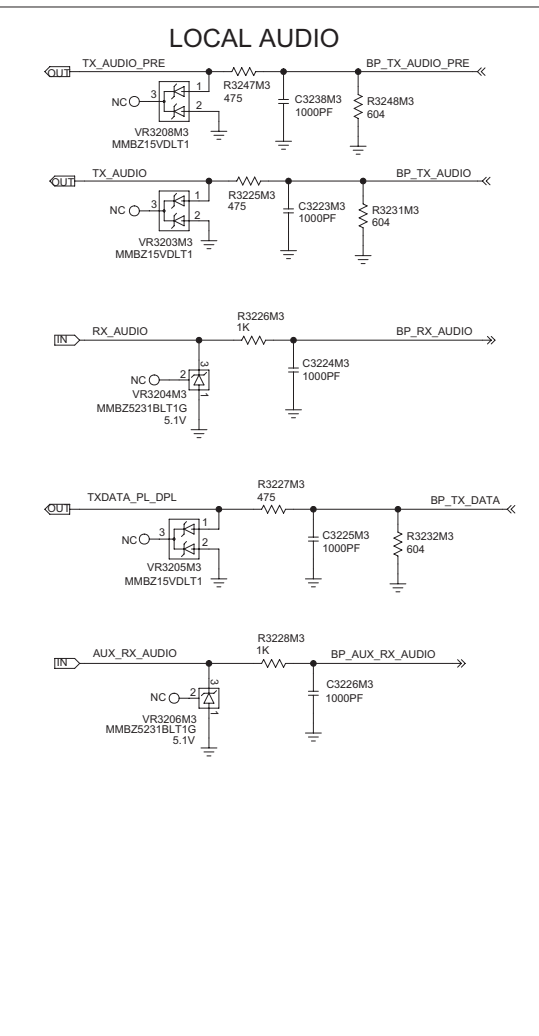 LOCAL AUDIO
OUT
TX_AUDIO_PRE
BP_TX_AUDIO_PRE
R3247M3
475
C3238M3
1000PF
R3248M3
604
NC
3
1
2
VR3208M3
MMBZ15VDLT1
OUT
TX_AUDIO
BP_TX_AUDIO
R3225M3
475
C3223M3
1000PF
R3231M3
604
NC
3
1
2
VR3203M3
MMBZ15VDLT1
IN
RX_AUDIO
R3226M3
1K
BP_RX_AUDIO
C3224M3
1000PF
NC
2
3
1
VR3204M3
MMBZ5231BLT1G
5.1V
OUT
TXDATA_PL_DPL
R3227M3
475
BP_TX_DATA
C3225M3
1000PF
R3232M3
604
NC
3
1
2
VR3205M3
MMBZ15VDLT1
IN
AUX_RX_AUDIO
R3228M3
1K
BP_AUX_RX_AUDIO
C3226M3
1000PF
NC
2
3
1
VR3206M3
MMBZ5231BLT1G
5.1V